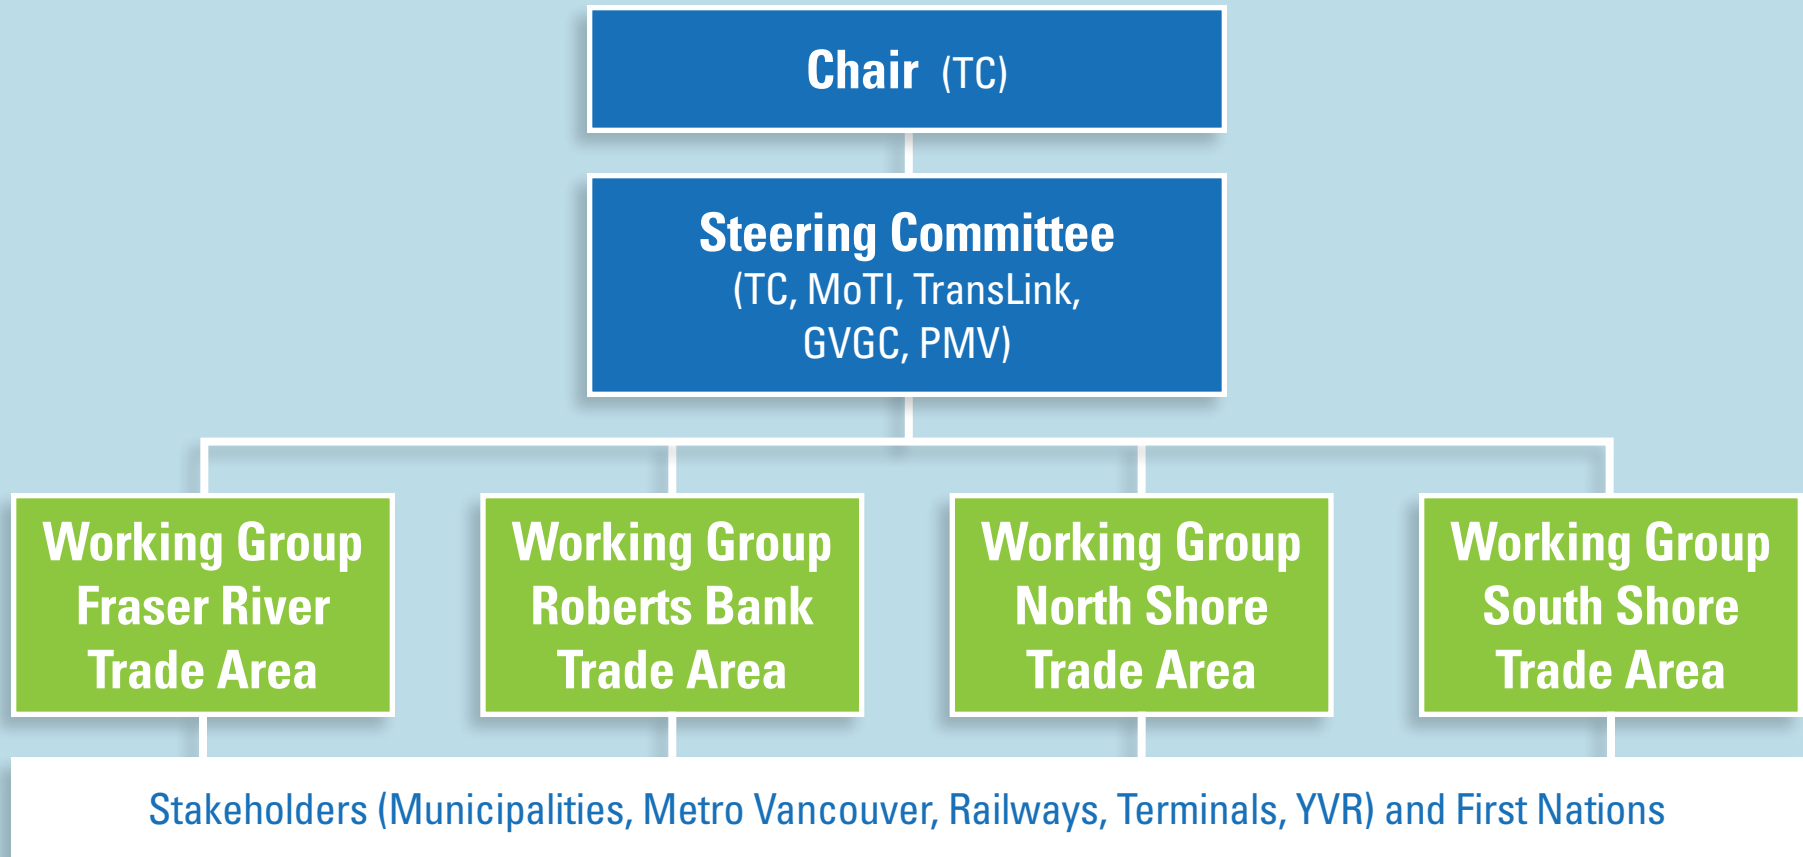 Chair (TC)
Steering Committee
(TC, MoTI, TransLink,
GVGC, PMV)
Working Group
Fraser River
Trade Area
Working Group
Roberts Bank
Trade Area
Working Group
North Shore
Trade Area
Working Group
South Shore
Trade Area
Stakeholders (Municipalities, Metro Vancouver, Railways, Terminals, YVR) and First Nations